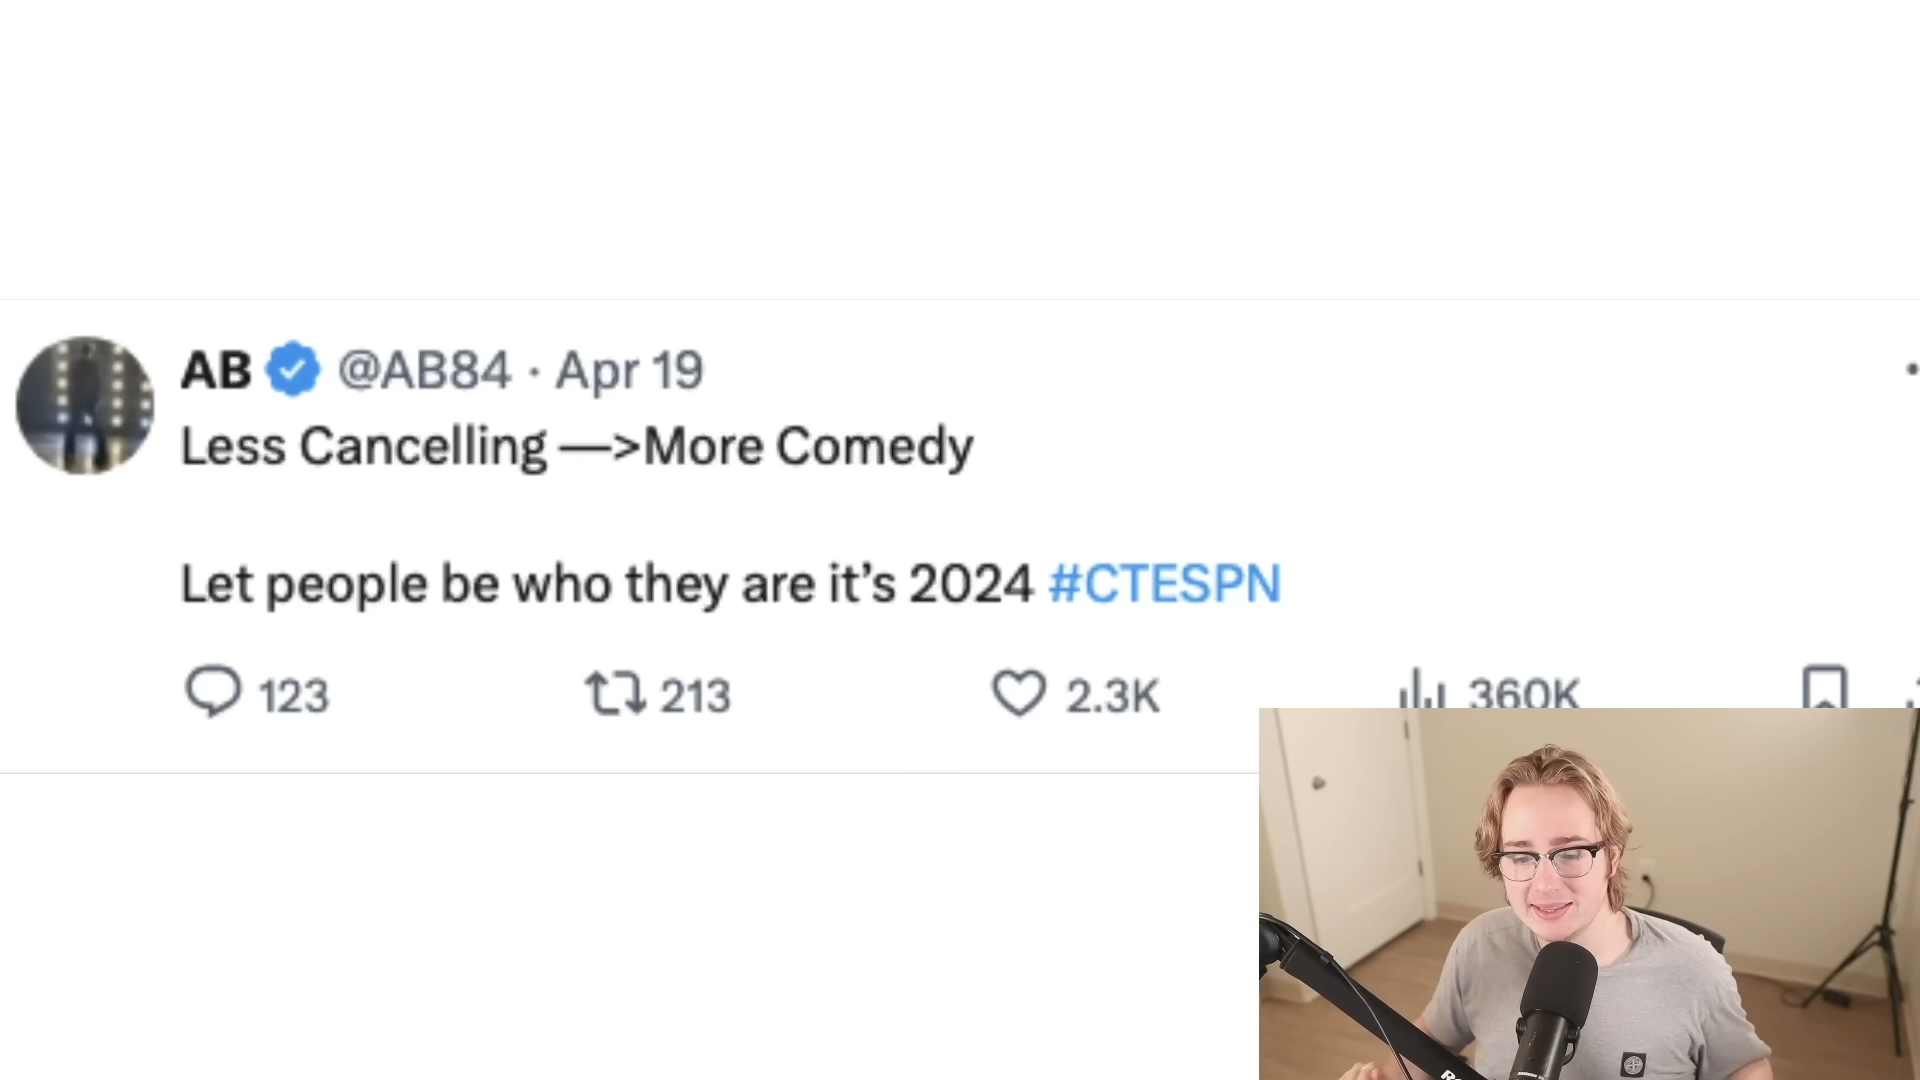 AB @AB84 · Apr 19
Less Cancelling —>More Comedy
Let people be who they are it’s 2024 #CTESPN
123 213 2.3K 360K